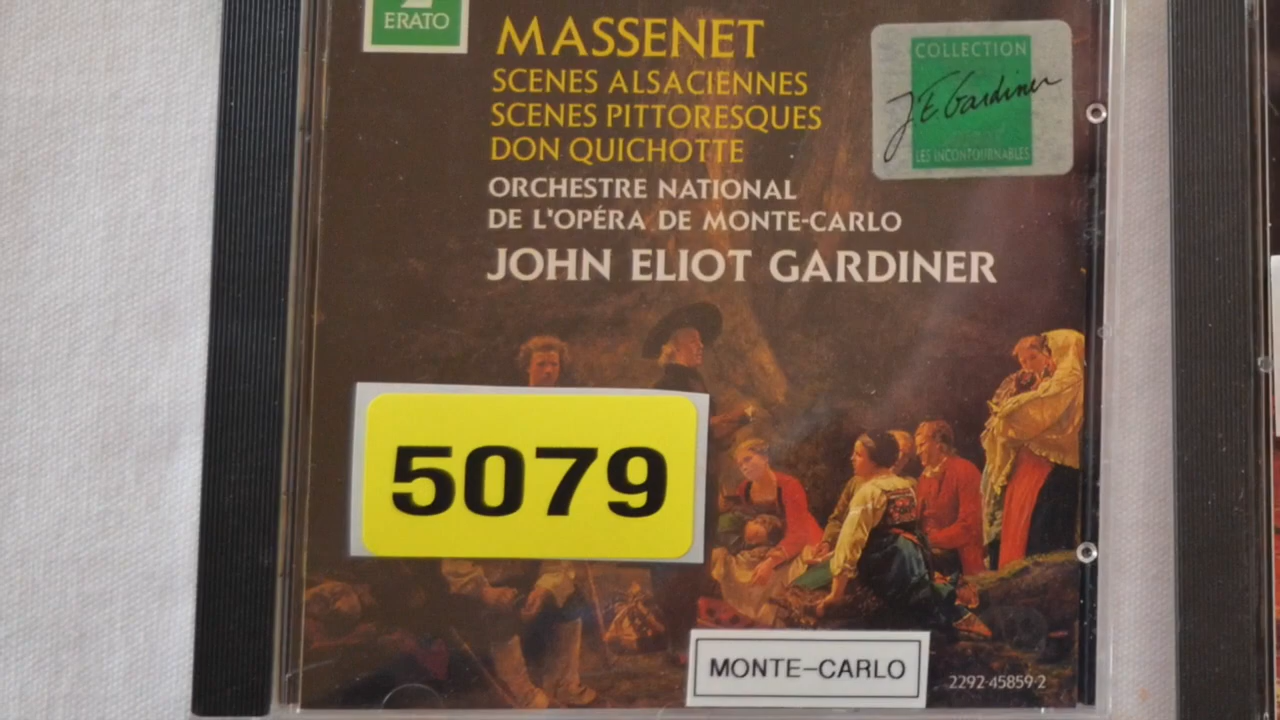 ERATO
MASSENET
SCENES ALSACIENNES
SCENES PITTORESQUES
DON QUICHOTTE
ORCHESTRE NATIONAL
DE L'OPÉRA DE MONTE-CARLO
JOHN ELIOT GARDINER
COLLECTION
J.E. Gardiner
LES INCONTOURNABLES
5079
MONTE-CARLO
2292-45859-2